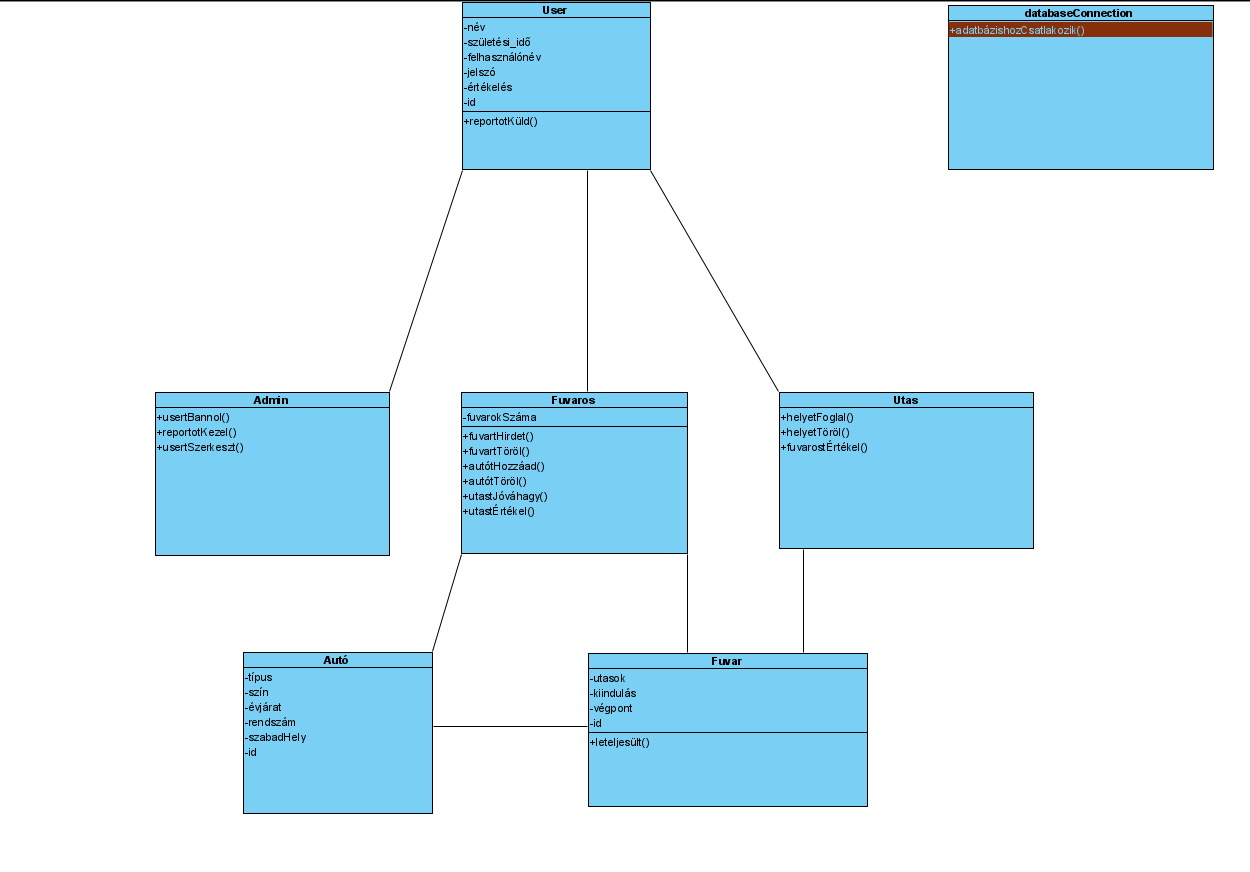 User
-név
-születési_idő
-felhasználónév
-jelszó
-értékelés
-id
+reportotKüld()
databaseConnection
+adatbázishozCsatlakozik()
Admin
+usertBannol()
+reportotKezel()
+usertSzerkeszt()
Fuvaros
-fuvarokSzáma
+fuvartHirdet()
+fuvartTöröl()
+autótHozzáad()
+autótTöröl()
+utastJóváhagy()
+utastÉrtékel()
Utas
+helyetFoglal()
+helyetTöröl()
+fuvarostÉrtékel()
Autó
-típus
-szín
-évjárat
-rendszám
-szabadHely
-id
Fuvar
-utasok
-kiindulás
-végpont
-id
+leteljesült()